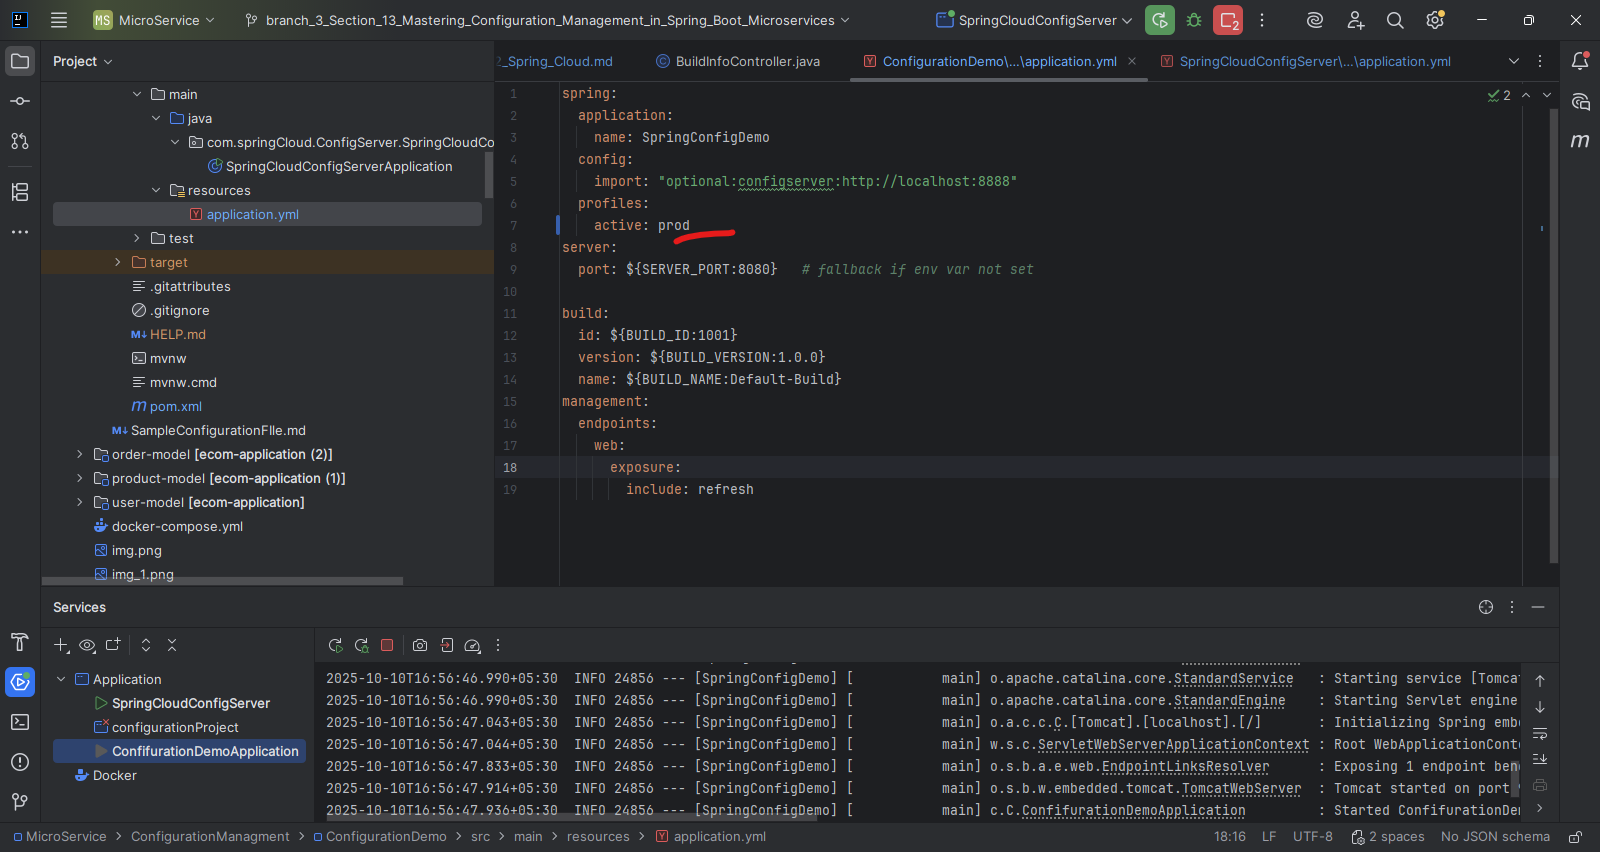 MS MicroService branch_3_Section_13_Mastering_Configuration_Management_in_Spring_Boot_Microservices SpringCloudConfigServer 2
Project
_Spring_Cloud.md BuildInfoController.java ConfigurationDemo\...\application.yml SpringCloudConfigServer\...\application.yml
main
java
com.springCloud.ConfigServer.SpringCloudCo
SpringCloudConfigServerApplication
resources
application.yml
test
target
.gitattributes
.gitignore
HELP.md
mvnw
mvnw.cmd
pom.xml
SampleConfigurationFIle.md
order-model [ecom-application (2)]
product-model [ecom-application (1)]
user-model [ecom-application]
docker-compose.yml
img.png
img_1.png
2
1 spring:
2 application:
3 name: SpringConfigDemo
4 config:
5 import: "optional:configserver:http://localhost:8888"
6 profiles:
7 active: prod
8 server:
9 port: ${SERVER_PORT:8080} # fallback if env var not set
10
11 build:
12 id: ${BUILD_ID:1001}
13 version: ${BUILD_VERSION:1.0.0}
14 name: ${BUILD_NAME:Default-Build}
15 management:
16 endpoints:
17 web:
18 exposure:
19 include: refresh
Services
Application
SpringCloudConfigServer
configurationProject
ConfifurationDemoApplication
Docker
2025-10-10T16:56:46.990+05:30 INFO 24856 --- [SpringConfigDemo] [ main] o.apache.catalina.core.StandardService : Starting service [Tomcat
2025-10-10T16:56:46.990+05:30 INFO 24856 --- [SpringConfigDemo] [ main] o.apache.catalina.core.StandardEngine : Starting Servlet engine
2025-10-10T16:56:47.043+05:30 INFO 24856 --- [SpringConfigDemo] [ main] o.a.c.c.C.[Tomcat].[localhost].[/] : Initializing Spring embe
2025-10-10T16:56:47.044+05:30 INFO 24856 --- [SpringConfigDemo] [ main] w.s.c.ServletWebServerApplicationContext : Root WebApplicationConte
2025-10-10T16:56:47.833+05:30 INFO 24856 --- [SpringConfigDemo] [ main] o.s.b.a.e.web.EndpointLinksResolver : Exposing 1 endpoint ben
2025-10-10T16:56:47.914+05:30 INFO 24856 --- [SpringConfigDemo] [ main] o.s.b.w.embedded.tomcat.TomcatWebServer : Tomcat started on port
2025-10-10T16:56:47.936+05:30 INFO 24856 --- [SpringConfigDemo] [ main] c.C.ConfifurationDemoApplication : Started ConfifurationDem
MicroService > ConfigurationManagment > ConfigurationDemo > src > main > resources > application.yml 18:16 LF UTF-8 2 spaces No JSON schema